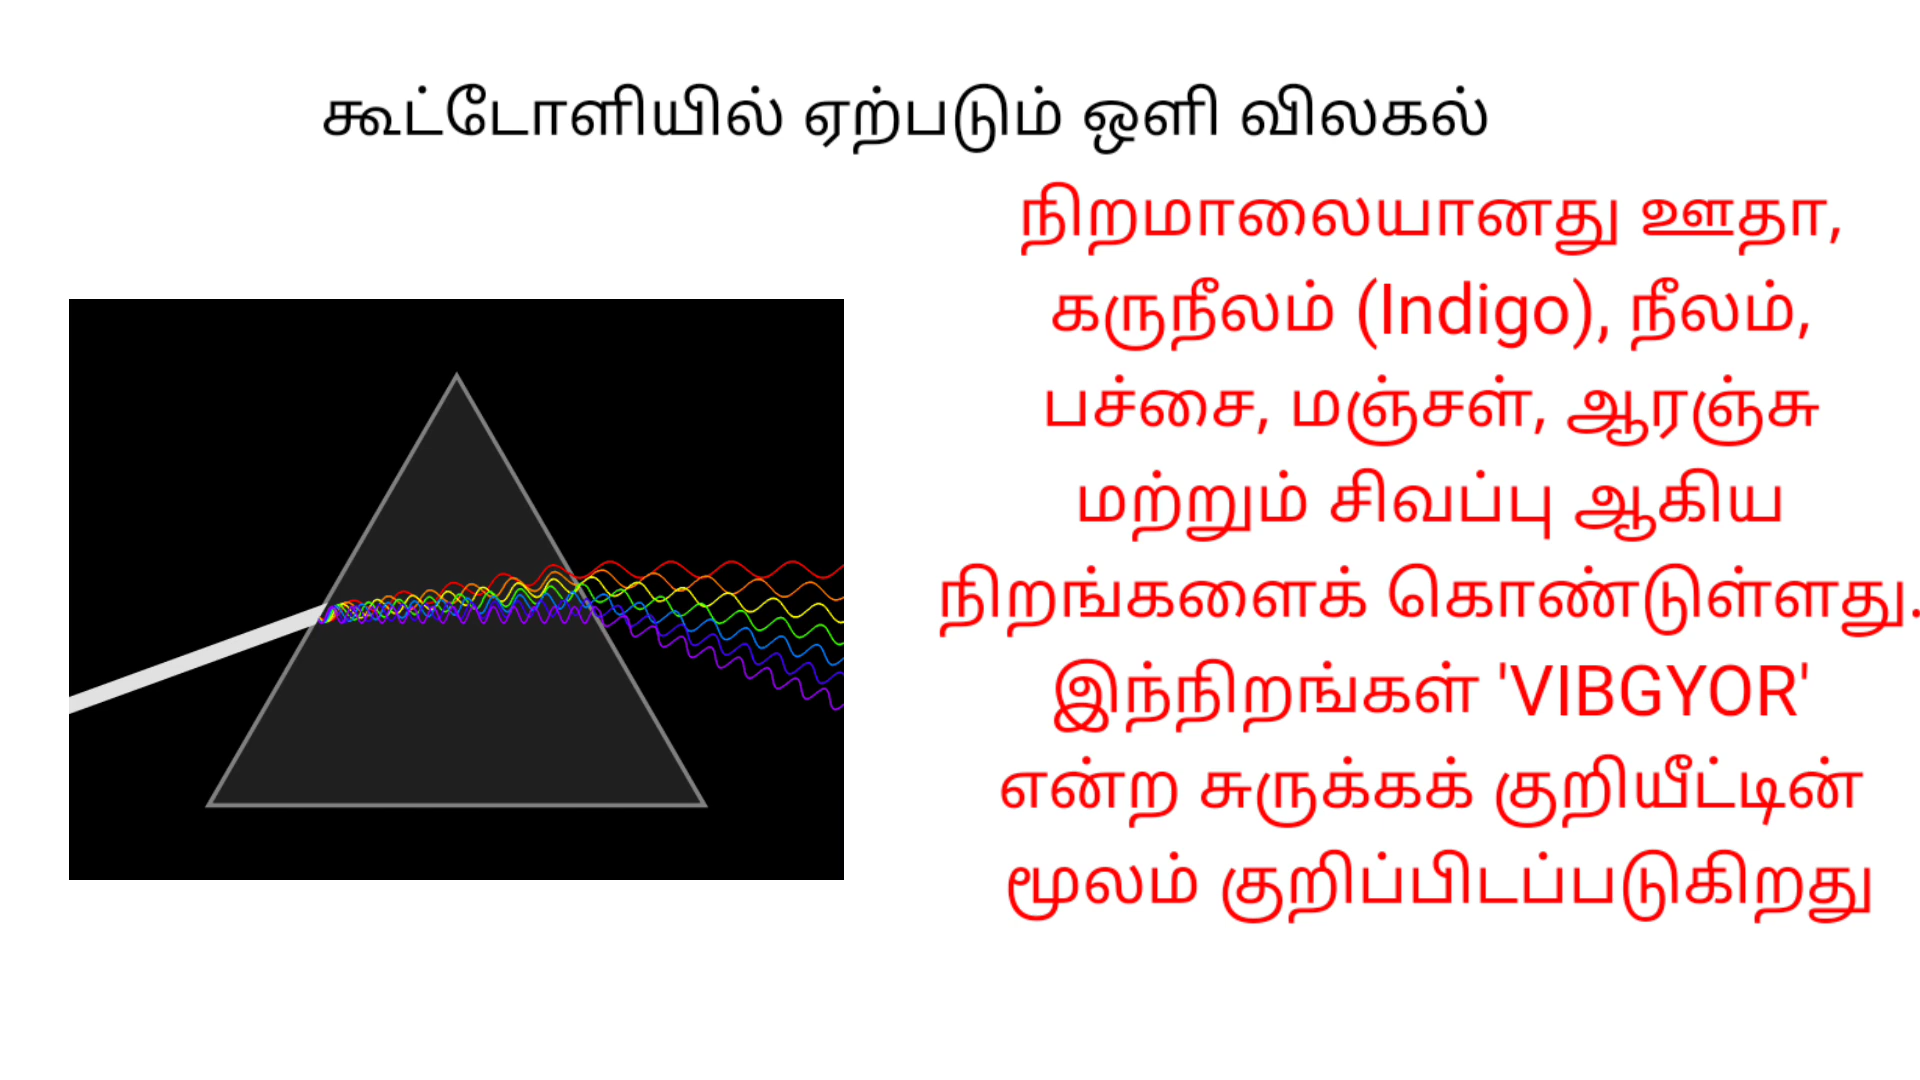 கூட்டோளியில் ஏற்படும் ஒளி விலகல்
நிறமாலையானது ஊதா,
கருநீலம் (Indigo), நீலம்,
பச்சை, மஞ்சள், ஆரஞ்சு
மற்றும் சிவப்பு ஆகிய
நிறங்களைக் கொண்டுள்ளது.
இந்நிறங்கள் 'VIBGYOR'
என்ற சுருக்கக் குறியீட்டின்
மூலம் குறிப்பிடப்படுகிறது